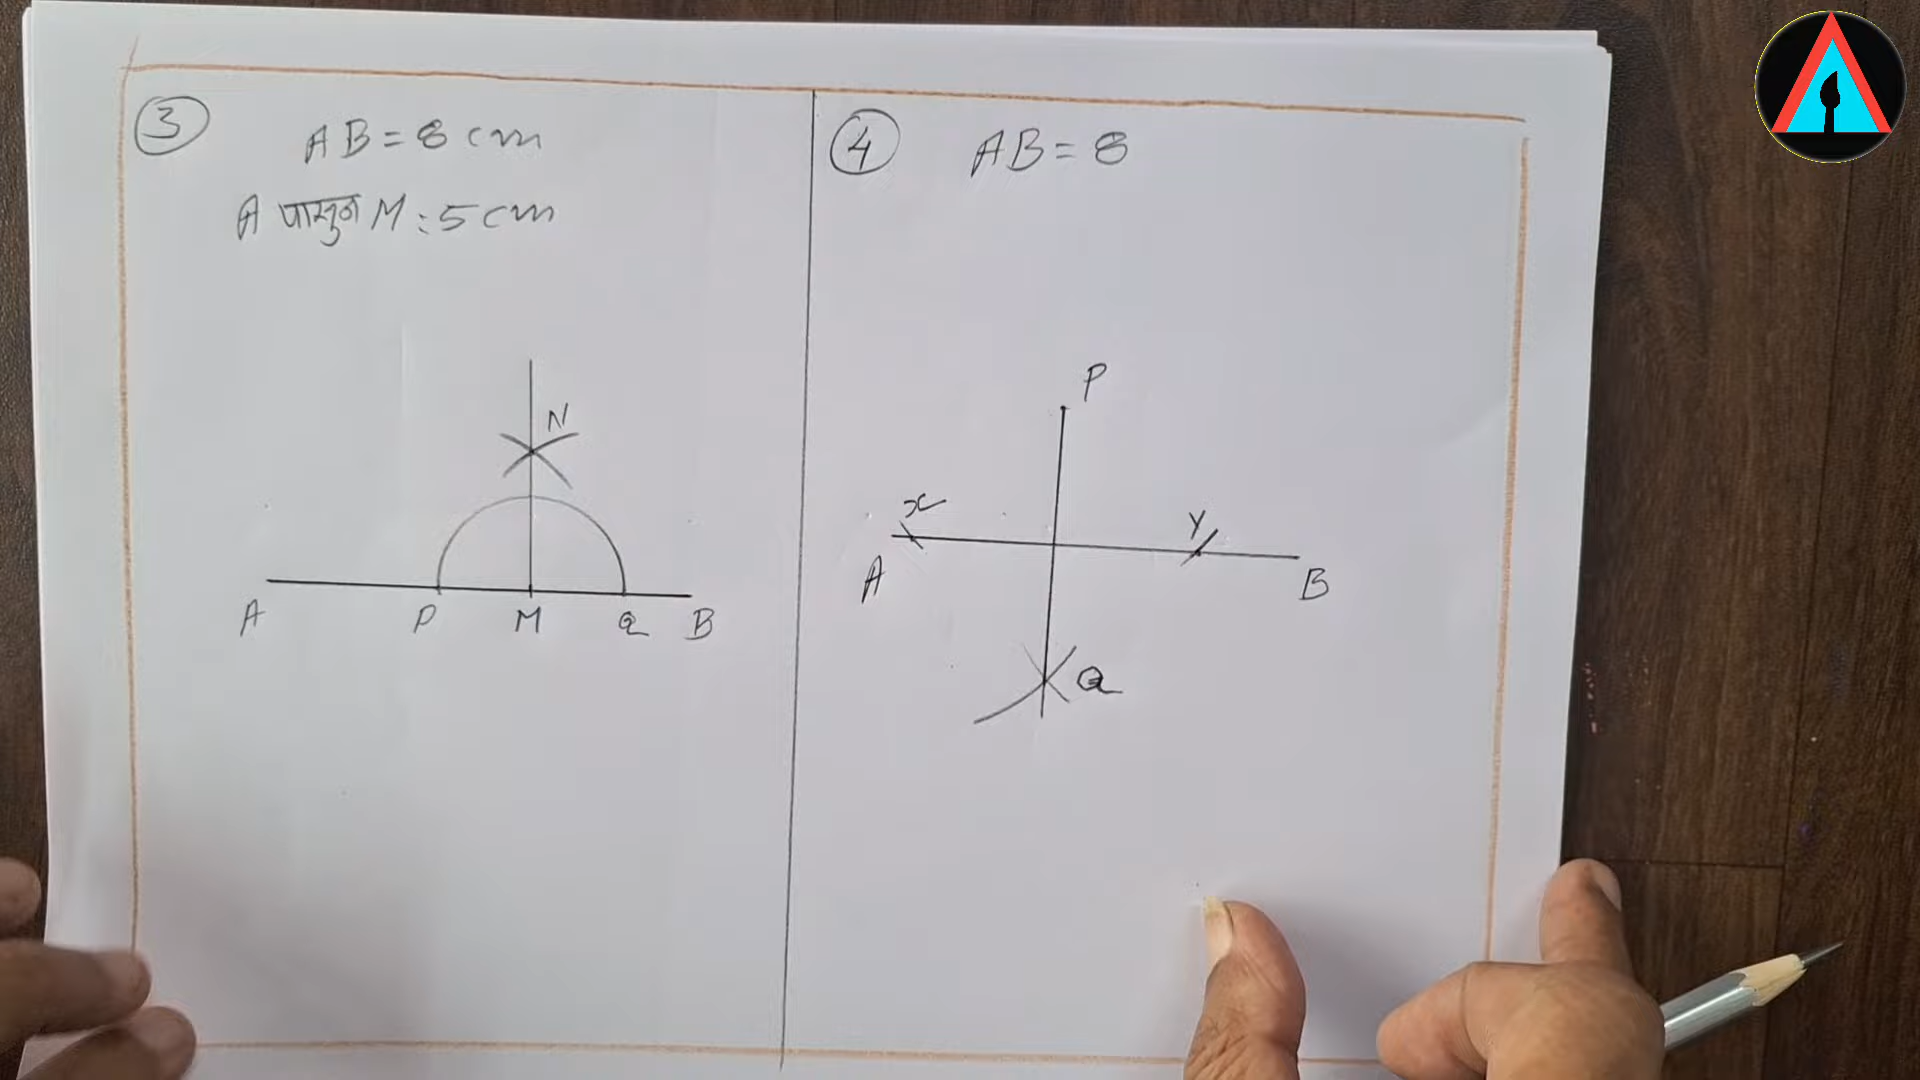 3
AB = 8 cm
A पासुन M : 5 cm
N
A P M Q B
4
AB = 8
P
x Y
A B
Q